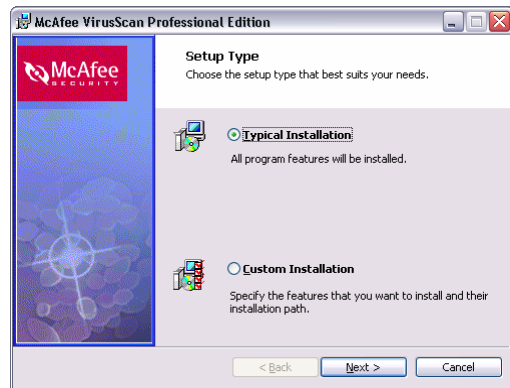 McAfee VirusScan Professional Edition
McAfee
SECURITY
Setup Type
Choose the setup type that best suits your needs.
Typical Installation
All program features will be installed.
Custom Installation
Specify the features that you want to install and their
installation path.
< Back
Next >
Cancel